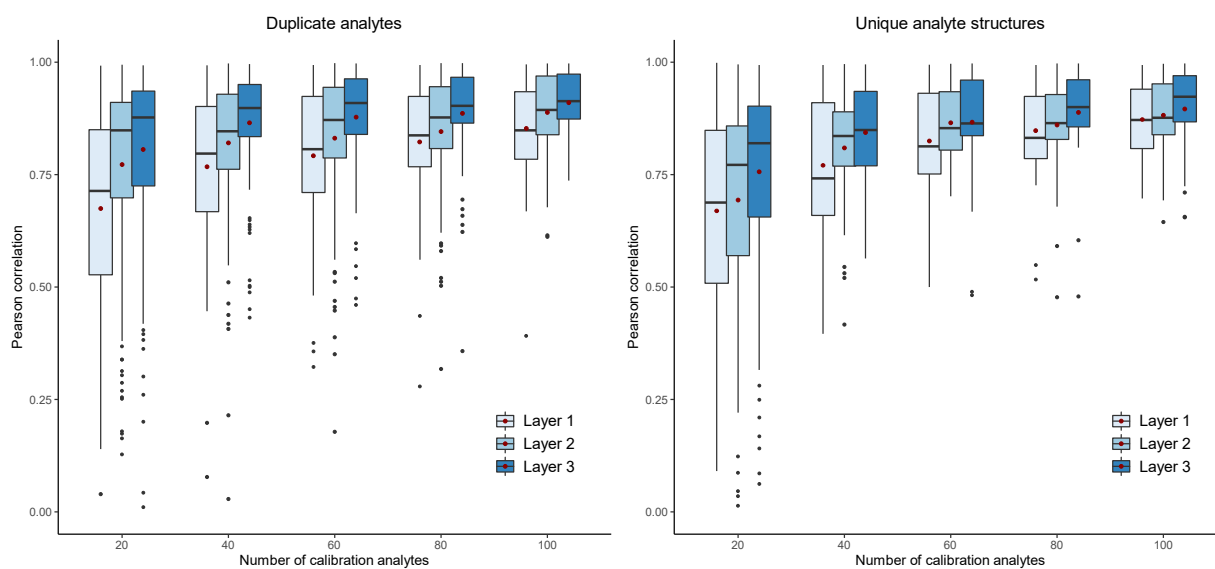 Duplicate analytes
Pearson correlation
1.00
0.75
0.50
0.25
0.00
Layer 1
Layer 2
Layer 3
20 40 60 80 100
Number of calibration analytes
Unique analyte structures
Pearson correlation
1.00
0.75
0.50
0.25
0.00
Layer 1
Layer 2
Layer 3
20 40 60 80 100
Number of calibration analytes